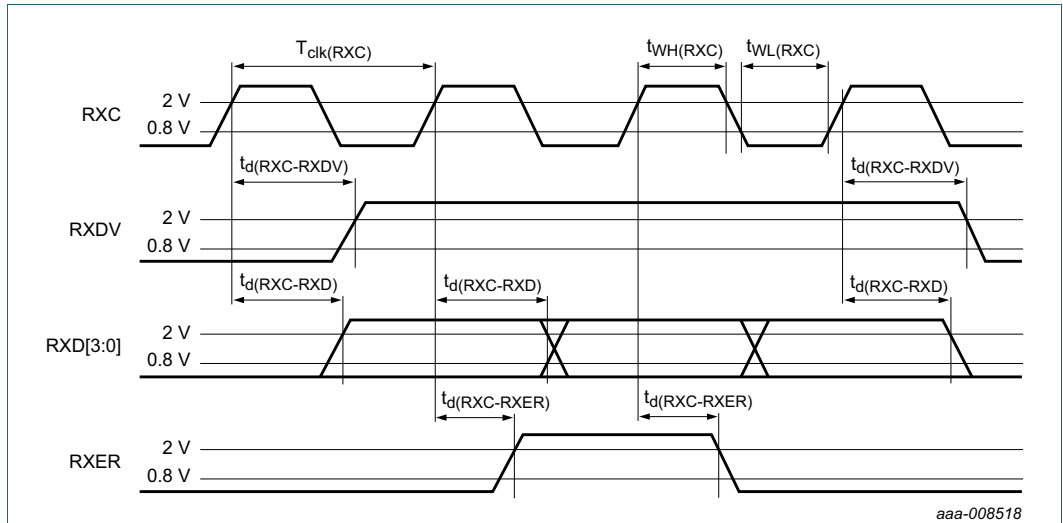 T_clk(RXC) t_WH(RXC) t_WL(RXC)
RXC 2 V
0.8 V
t_d(RXC-RXDV) t_d(RXC-RXDV)
RXDV 2 V
0.8 V
t_d(RXC-RXD) t_d(RXC-RXD) t_d(RXC-RXD)
RXD[3:0] 2 V
0.8 V
t_d(RXC-RXER) t_d(RXC-RXER)
RXER 2 V
0.8 V
aaa-008518